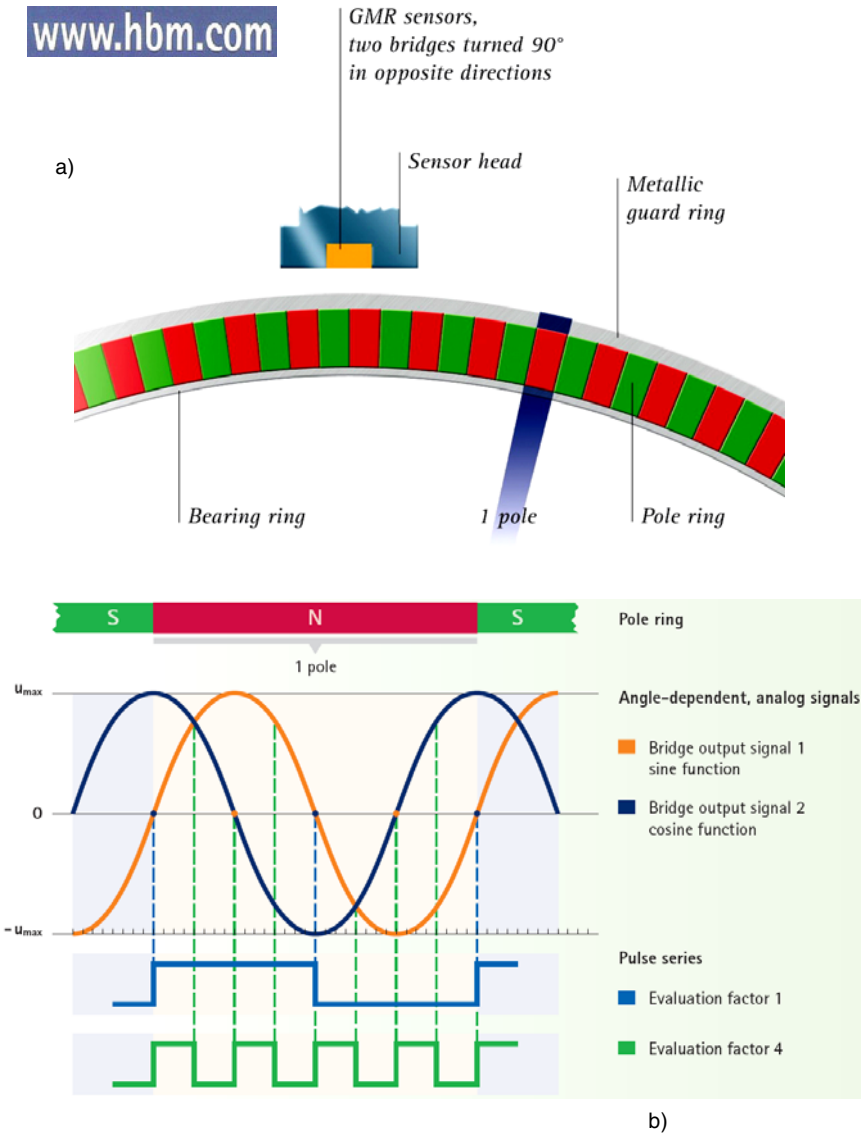 www.hbm.com
GMR sensors,
two bridges turned 90°
in opposite directions
a)
Sensor head
Metallic
guard ring
Bearing ring
1 pole
Pole ring
S
N
S
Pole ring
1 pole
umax
Angle-dependent, analog signals
Bridge output signal 1
sine function
0
Bridge output signal 2
cosine function
- umax
Pulse series
Evaluation factor 1
Evaluation factor 4
b)